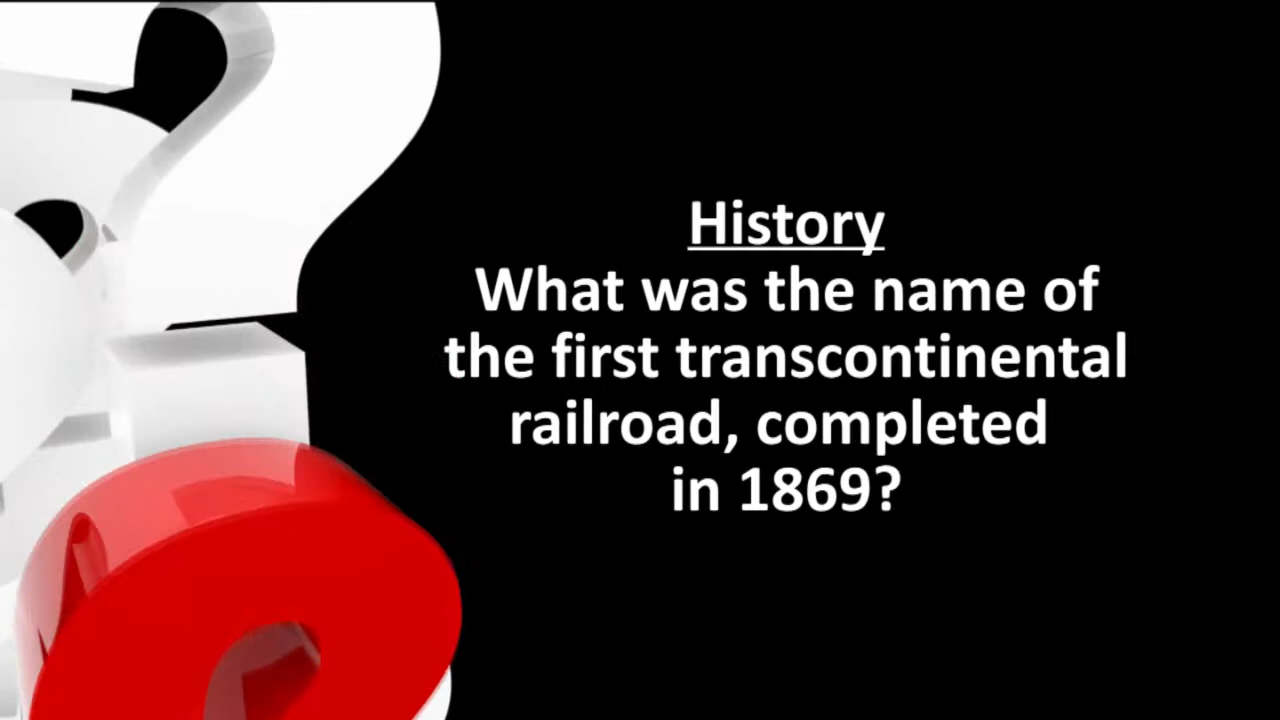 History
What was the name of
the first transcontinental
railroad, completed
in 1869?